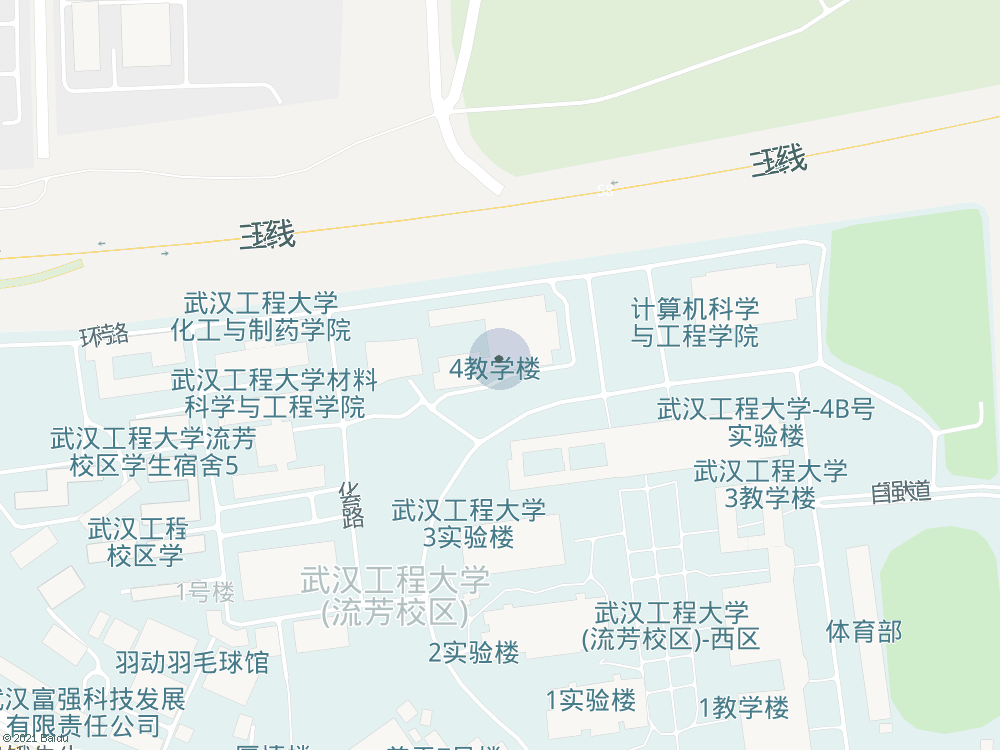 三环线
三环线
武汉工程大学
化工与制药学院
计算机科学
与工程学院
环湖路
4教学楼
武汉工程大学材料
科学与工程学院
武汉工程大学-4B号
实验楼
武汉工程大学流芳
校区学生宿舍5
武汉工程大学
3教学楼
自强大道
化育路
武汉工程大学
3实验楼
武汉工程
校区学
武汉工程大学
(流芳校区)
1号楼
武汉工程大学
(流芳校区)-西区
体育部
2实验楼
羽动羽毛球馆
武汉富强科技发展
有限责任公司
1实验楼
1教学楼
© 2021 Baidu